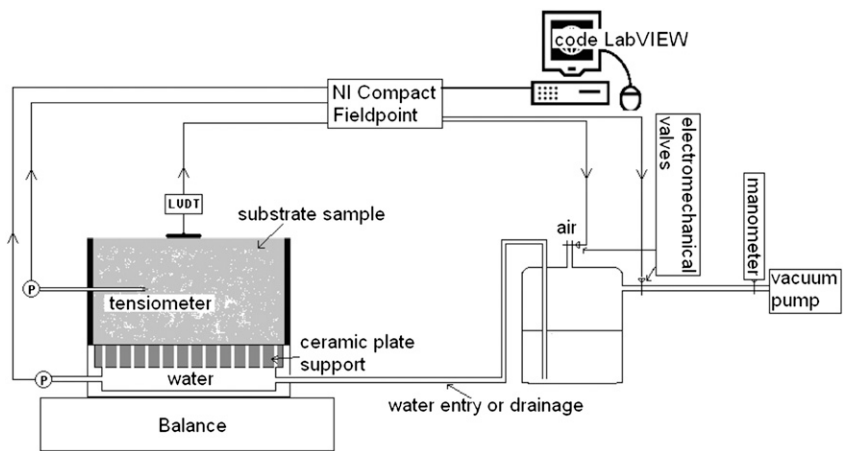 code LabVIEW
NI Compact
Fieldpoint
electromechanical
valves
manometer
LVDT
substrate sample
air
vacuum
pump
P
tensiometer
ceramic plate
support
P
water
water entry or drainage
Balance